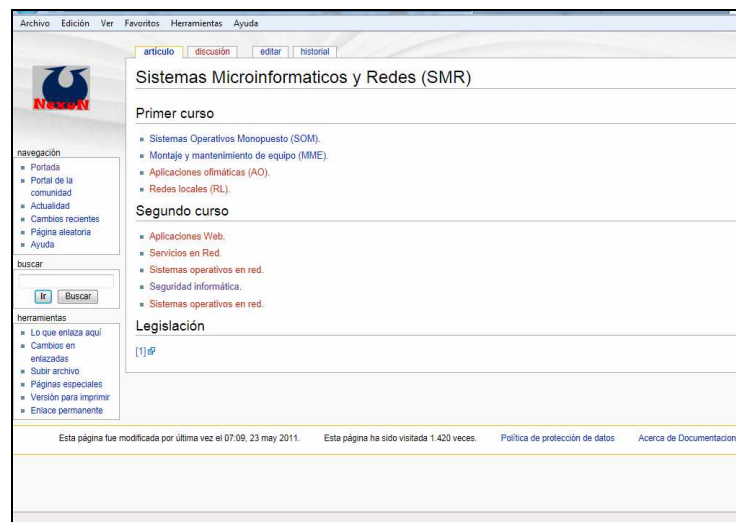 Archivo Edición Ver Favoritos Herramientas Ayuda
artículo discusión editar historial
NexuN
Sistemas Microinformaticos y Redes (SMR)
Primer curso
Sistemas Operativos Monopuesto (SOM).
Montaje y mantenimiento de equipo (MME).
Aplicaciones ofimáticas (AO).
Redes locales (RL).
Segundo curso
Aplicaciones Web.
Servicios en Red.
Sistemas operativos en red.
Seguridad informática.
Sistemas operativos en red.
Legislación
[1]
navegación
Portada
Portal de la
comunidad
Actualidad
Cambios recientes
Página aleatoria
Ayuda
buscar
Ir Buscar
herramientas
Lo que enlaza aquí
Cambios en
enlazadas
Subir archivo
Páginas especiales
Versión para imprimir
Enlace permanente
Esta página fue modificada por última vez el 07:09, 23 may 2011. Esta página ha sido visitada 1.420 veces. Política de protección de datos Acerca de Documentacion